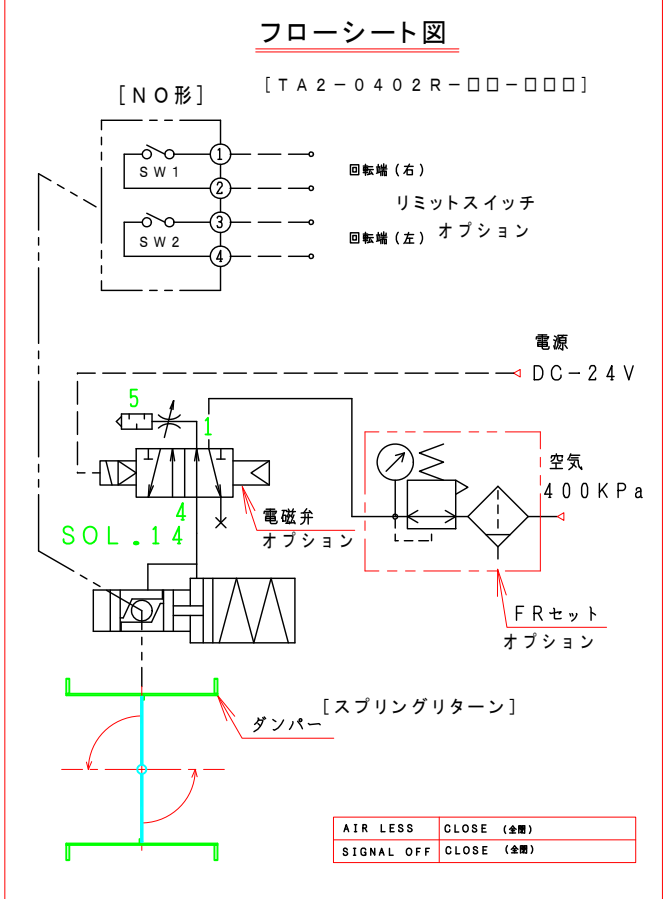 フローシート図
[TA2-0402R-□□-□□□]
[NO形]
SW1
1
2
回転端(右)
リミットスイッチ
オプション
SW2
3
4
回転端(左)
電源
DC-24V
5
1
空気
400KPa
4
SOL.14
電磁弁
オプション
FRセット
オプション
[スプリングリターン]
ダンパー
AIR LESS CLOSE (全閉)
SIGNAL OFF CLOSE (全閉)